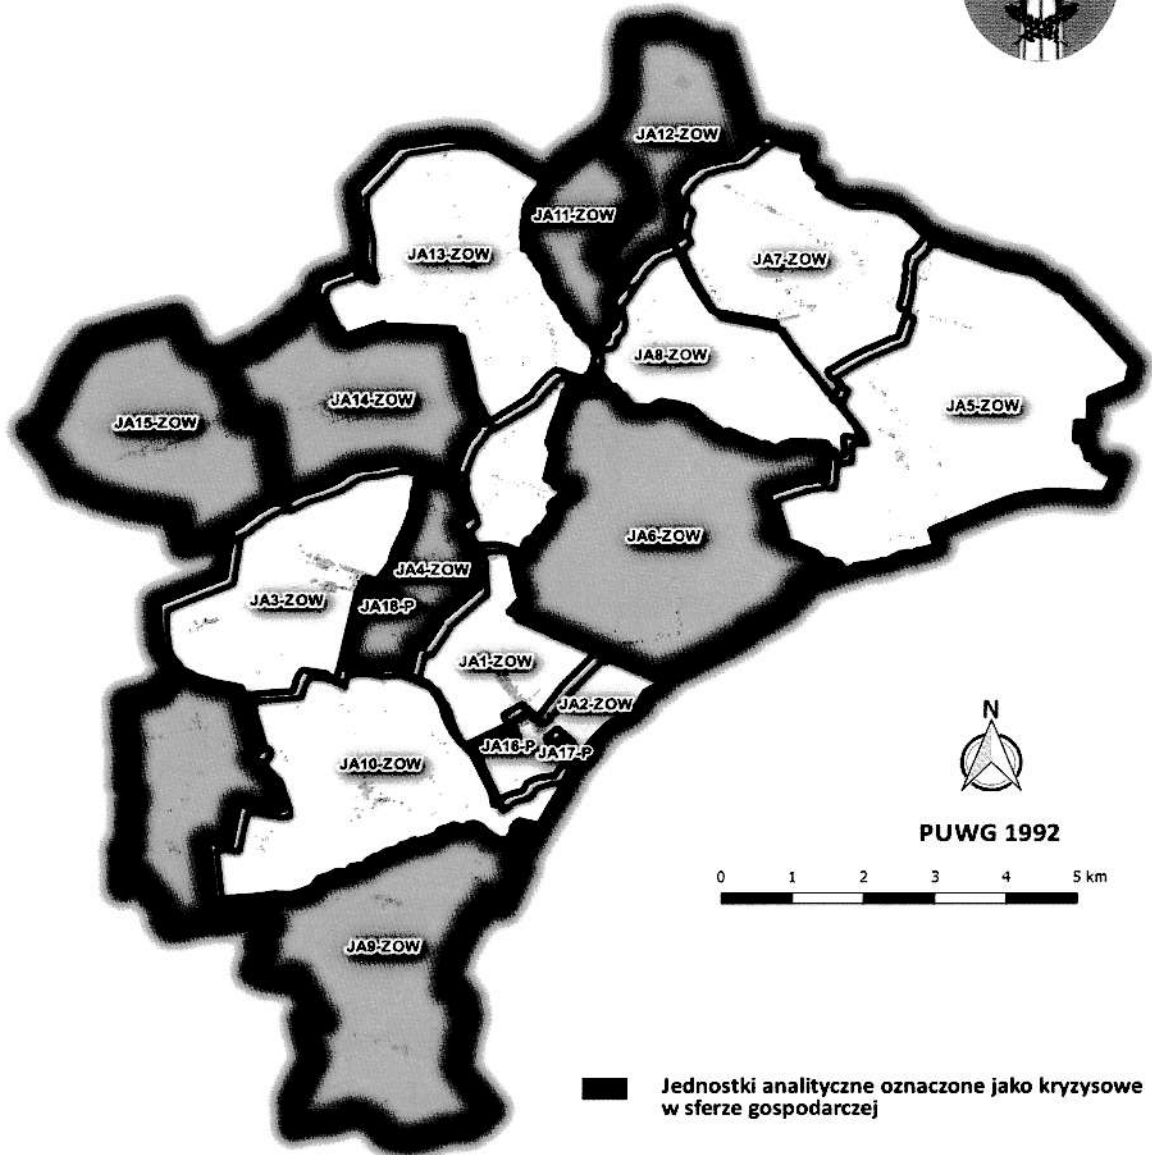 JA12-ZOW
JA11-ZOW
JA13-ZOW
JA7-ZOW
JA8-ZOW
JA14-ZOW
JA5-ZOW
JA15-ZOW
JA6-ZOW
JA4-ZOW
JA3-ZOW
JA18-P
JA1-ZOW
JA2-ZOW
JA16-P
JA17-P
JA10-ZOW
N
PUWG 1992
0 1 2 3 4 5 km
JA9-ZOW
Jednostki analityczne oznaczone jako kryzysowe
w sferze gospodarczej